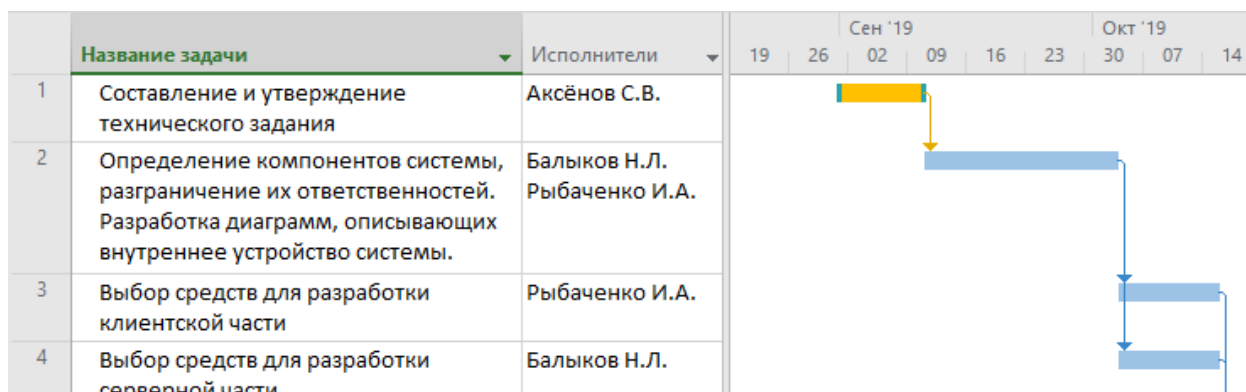 Сен '19 Окт '19
Название задачи Исполнители 19 26 02 09 16 23 30 07 14
1 Составление и утверждение Аксёнов С.В.
технического задания
2 Определение компонентов системы, Балыков Н.Л.
разграничение их ответственностей. Рыбаченко И.А.
Разработка диаграмм, описывающих
внутреннее устройство системы.
3 Выбор средств для разработки Рыбаченко И.А.
клиентской части
4 Выбор средств для разработки Балыков Н.Л.
серверной части